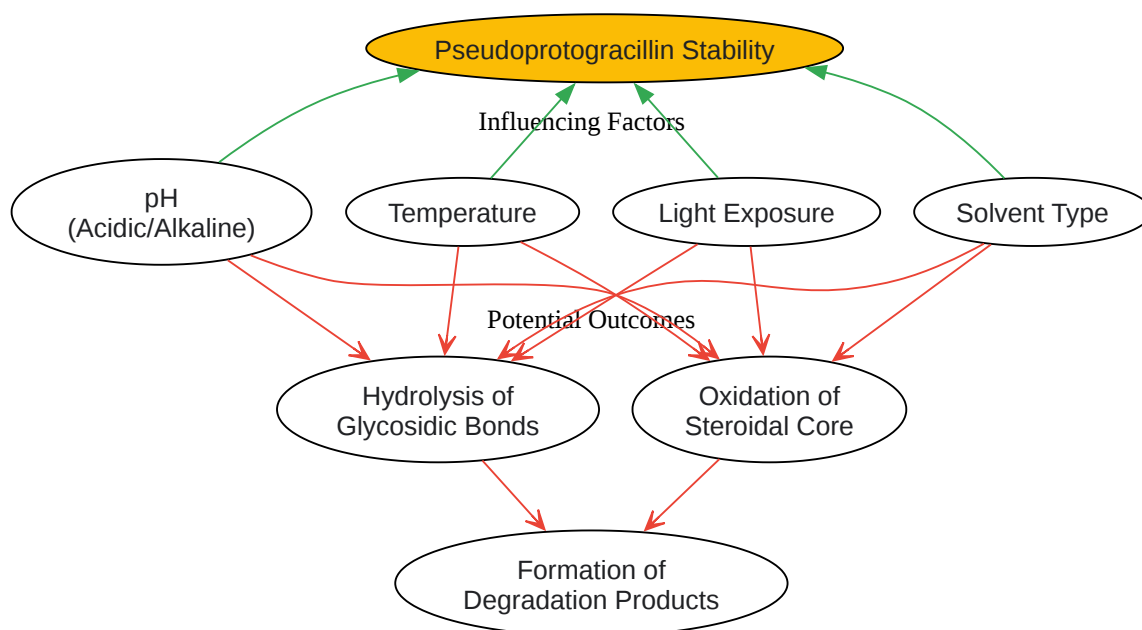 Pseudoprotogracillin Stability
Influencing Factors
pH
(Acidic/Alkaline)
Temperature
Light Exposure
Solvent Type
Potential Outcomes
Hydrolysis of
Glycosidic Bonds
Oxidation of
Steroidal Core
Formation of
Degradation Products